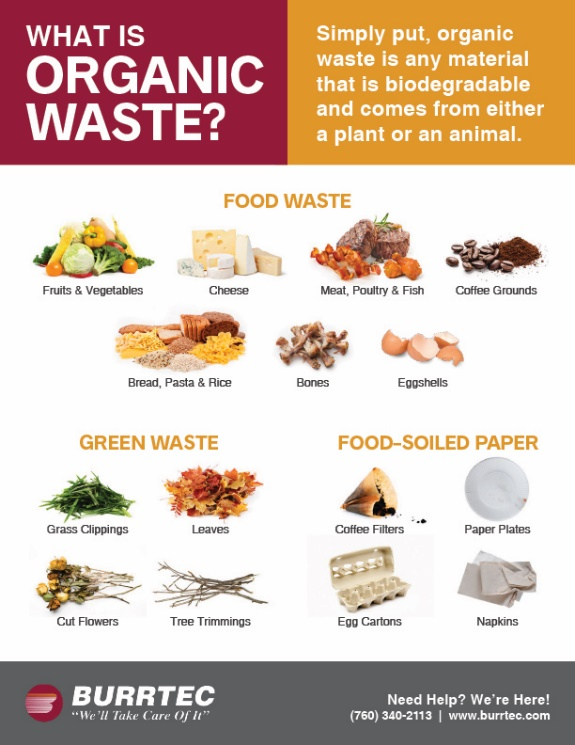 WHAT IS
ORGANIC
WASTE?
Simply put, organic
waste is any material
that is biodegradable
and comes from either
a plant or an animal.
FOOD WASTE
Fruits & Vegetables
Cheese
Meat, Poultry & Fish
Coffee Grounds
Bread, Pasta & Rice
Bones
Eggshells
GREEN WASTE
Grass Clippings
Leaves
Cut Flowers
Tree Trimmings
FOOD–SOILED PAPER
Coffee Filters
Paper Plates
Egg Cartons
Napkins
BURRTEC
"We'll Take Care Of It"
Need Help? We're Here!
(760) 340-2113 | www.burrtec.com